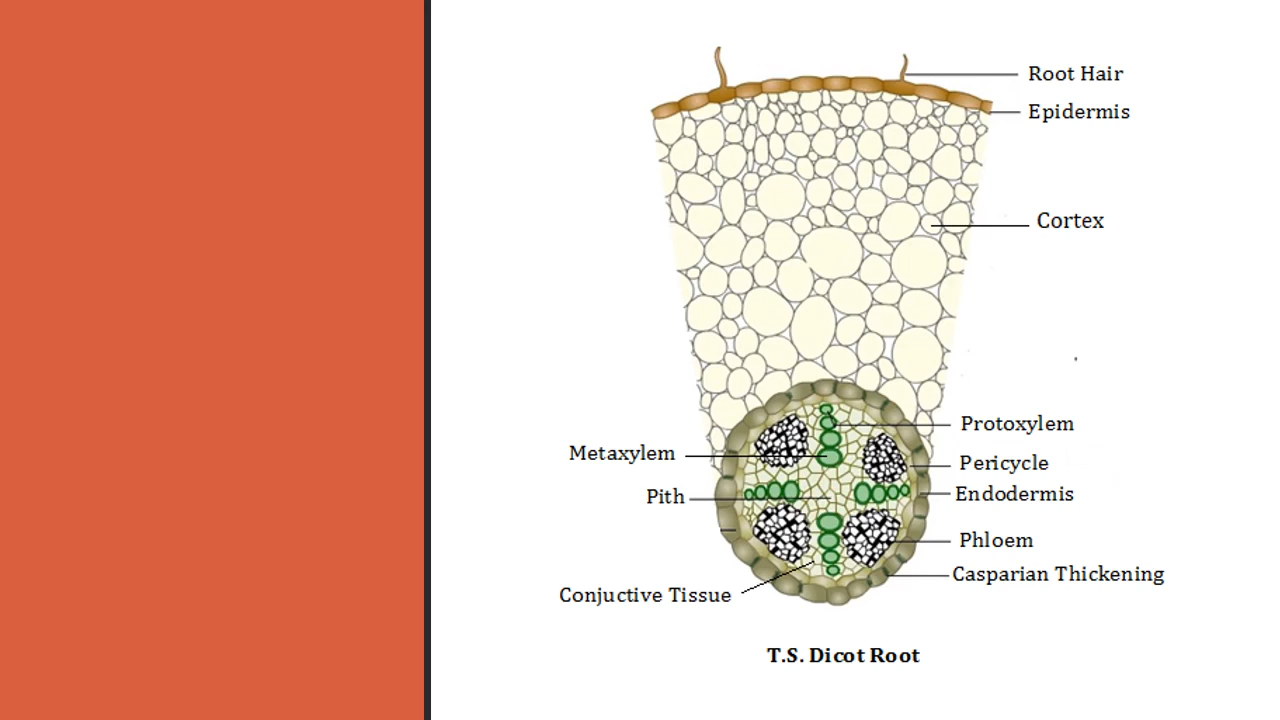 Root Hair
Epidermis
Cortex
Protoxylem
Metaxylem
Pericycle
Pith
Endodermis
Phloem
Casparian Thickening
Conjuctive Tissue
T.S. Dicot Root